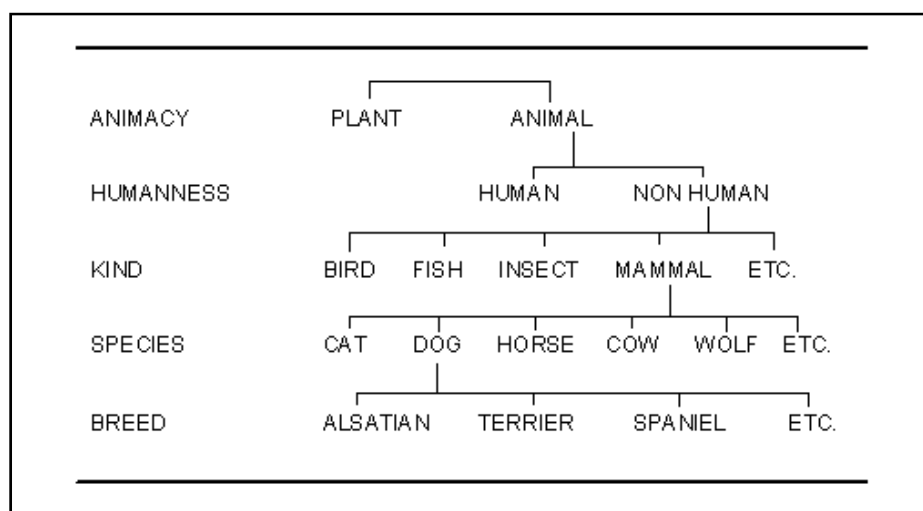 ANIMACY PLANT ANIMAL
HUMANNESS HUMAN NON HUMAN
KIND BIRD FISH INSECT MAMMAL ETC.
SPECIES CAT DOG HORSE COW WOLF ETC.
BREED ALSATIAN TERRIER SPANIEL ETC.